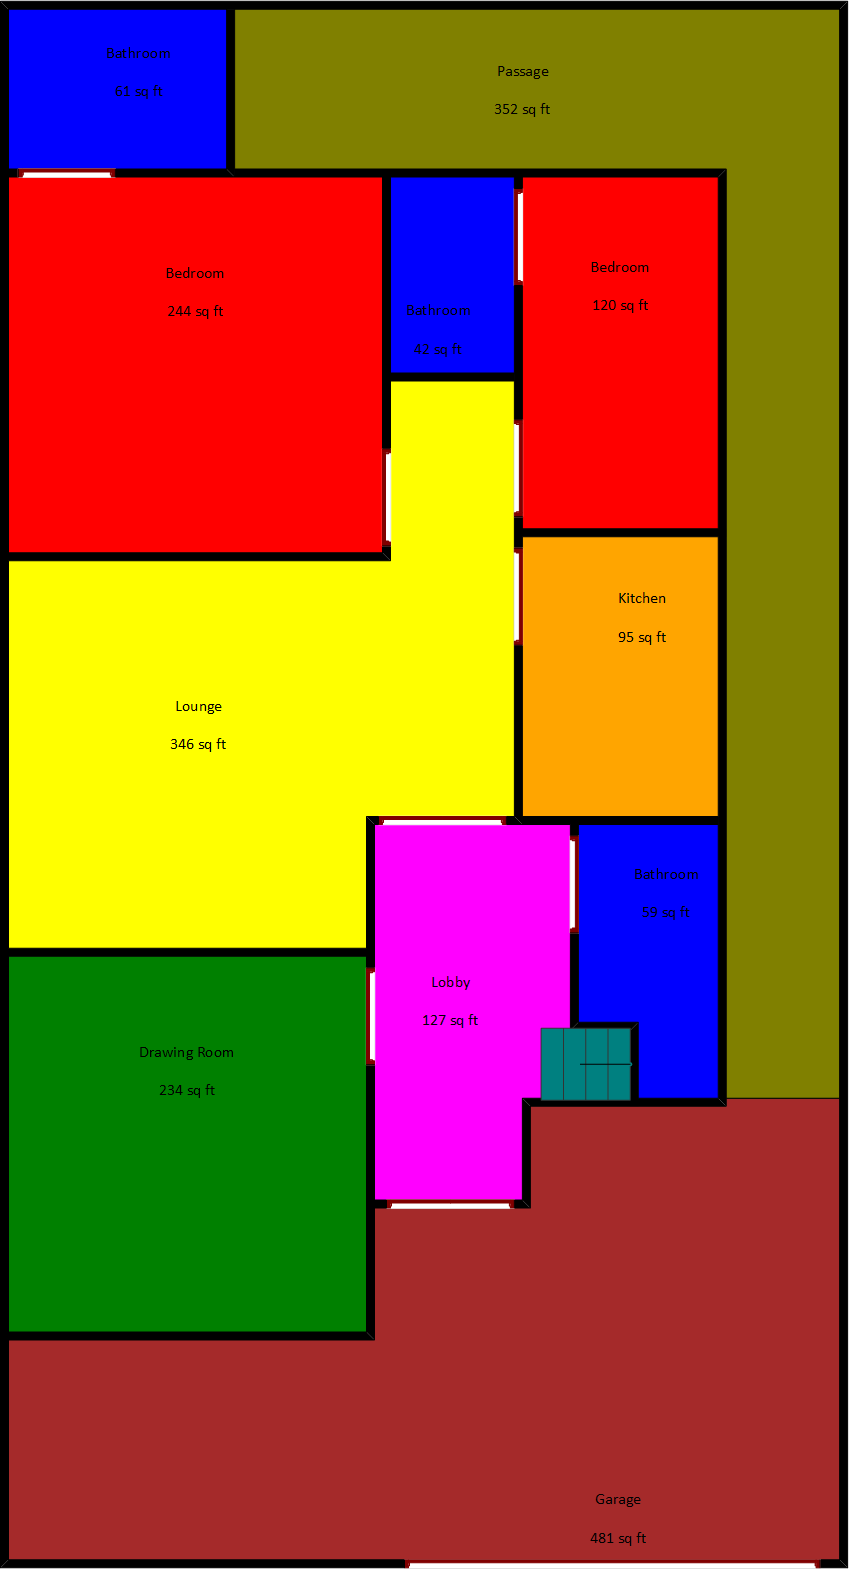 Bathroom
61 sq ft
Passage
352 sq ft
Bedroom
244 sq ft
Bathroom
42 sq ft
Bedroom
120 sq ft
Kitchen
95 sq ft
Lounge
346 sq ft
Bathroom
59 sq ft
Lobby
127 sq ft
Drawing Room
234 sq ft
Garage
481 sq ft